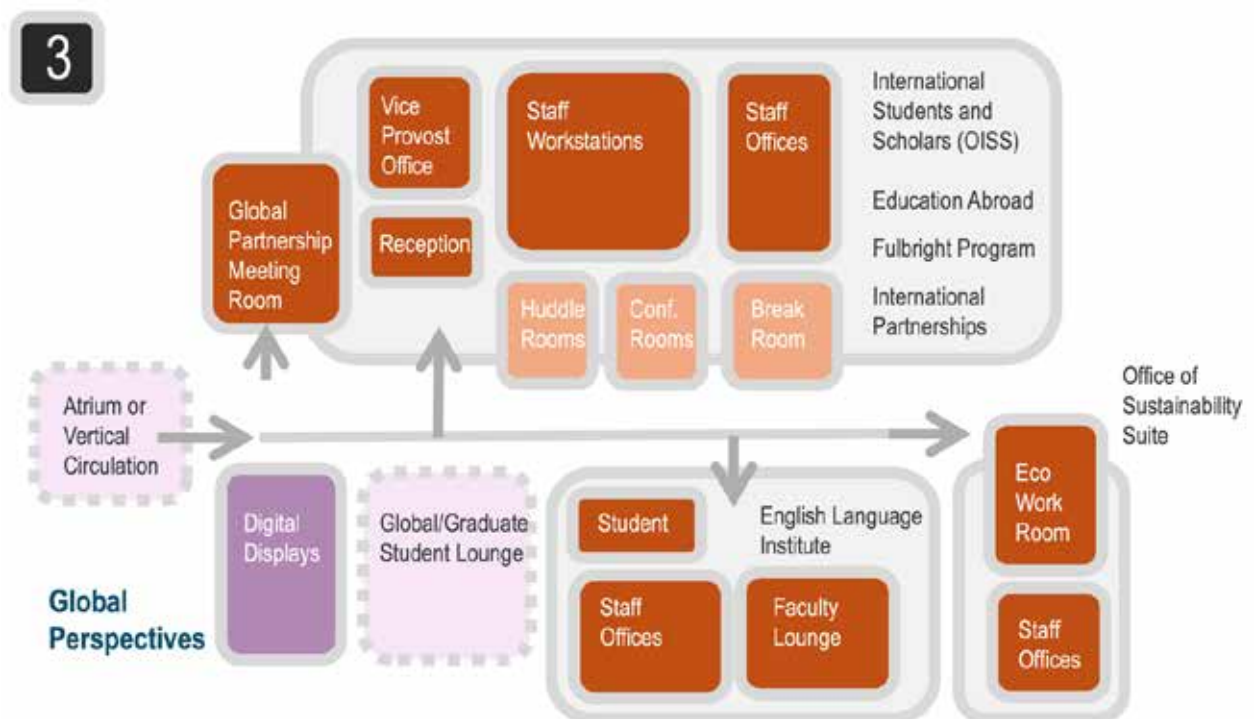 3
Vice
Provost
Office
Staff
Workstations
Staff
Offices
International
Students and
Scholars (OISS)
Education Abroad
Fulbright Program
International
Partnerships
Global
Partnership
Meeting
Room
Reception
Huddle
Rooms
Conf.
Rooms
Break
Room
Atrium or
Vertical
Circulation
Office of
Sustainability
Suite
Digital
Displays
Global/Graduate
Student Lounge
Student
English Language
Institute
Staff
Offices
Faculty
Lounge
Eco
Work
Room
Staff
Offices
Global
Perspectives